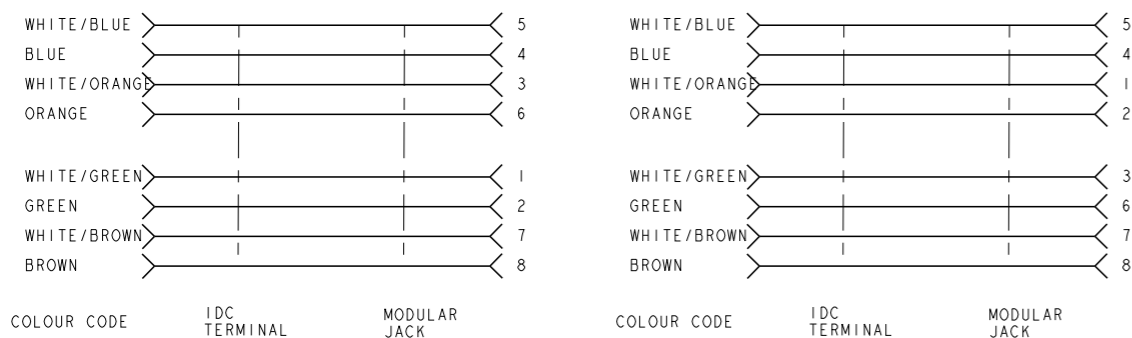 WHITE/BLUE 5
BLUE 4
WHITE/ORANGE 3
ORANGE 6
WHITE/GREEN 1
GREEN 2
WHITE/BROWN 7
BROWN 8
COLOUR CODE
IDC
TERMINAL
MODULAR
JACK
WHITE/BLUE 5
BLUE 4
WHITE/ORANGE 1
ORANGE 2
WHITE/GREEN 3
GREEN 6
WHITE/BROWN 7
BROWN 8
COLOUR CODE
IDC
TERMINAL
MODULAR
JACK